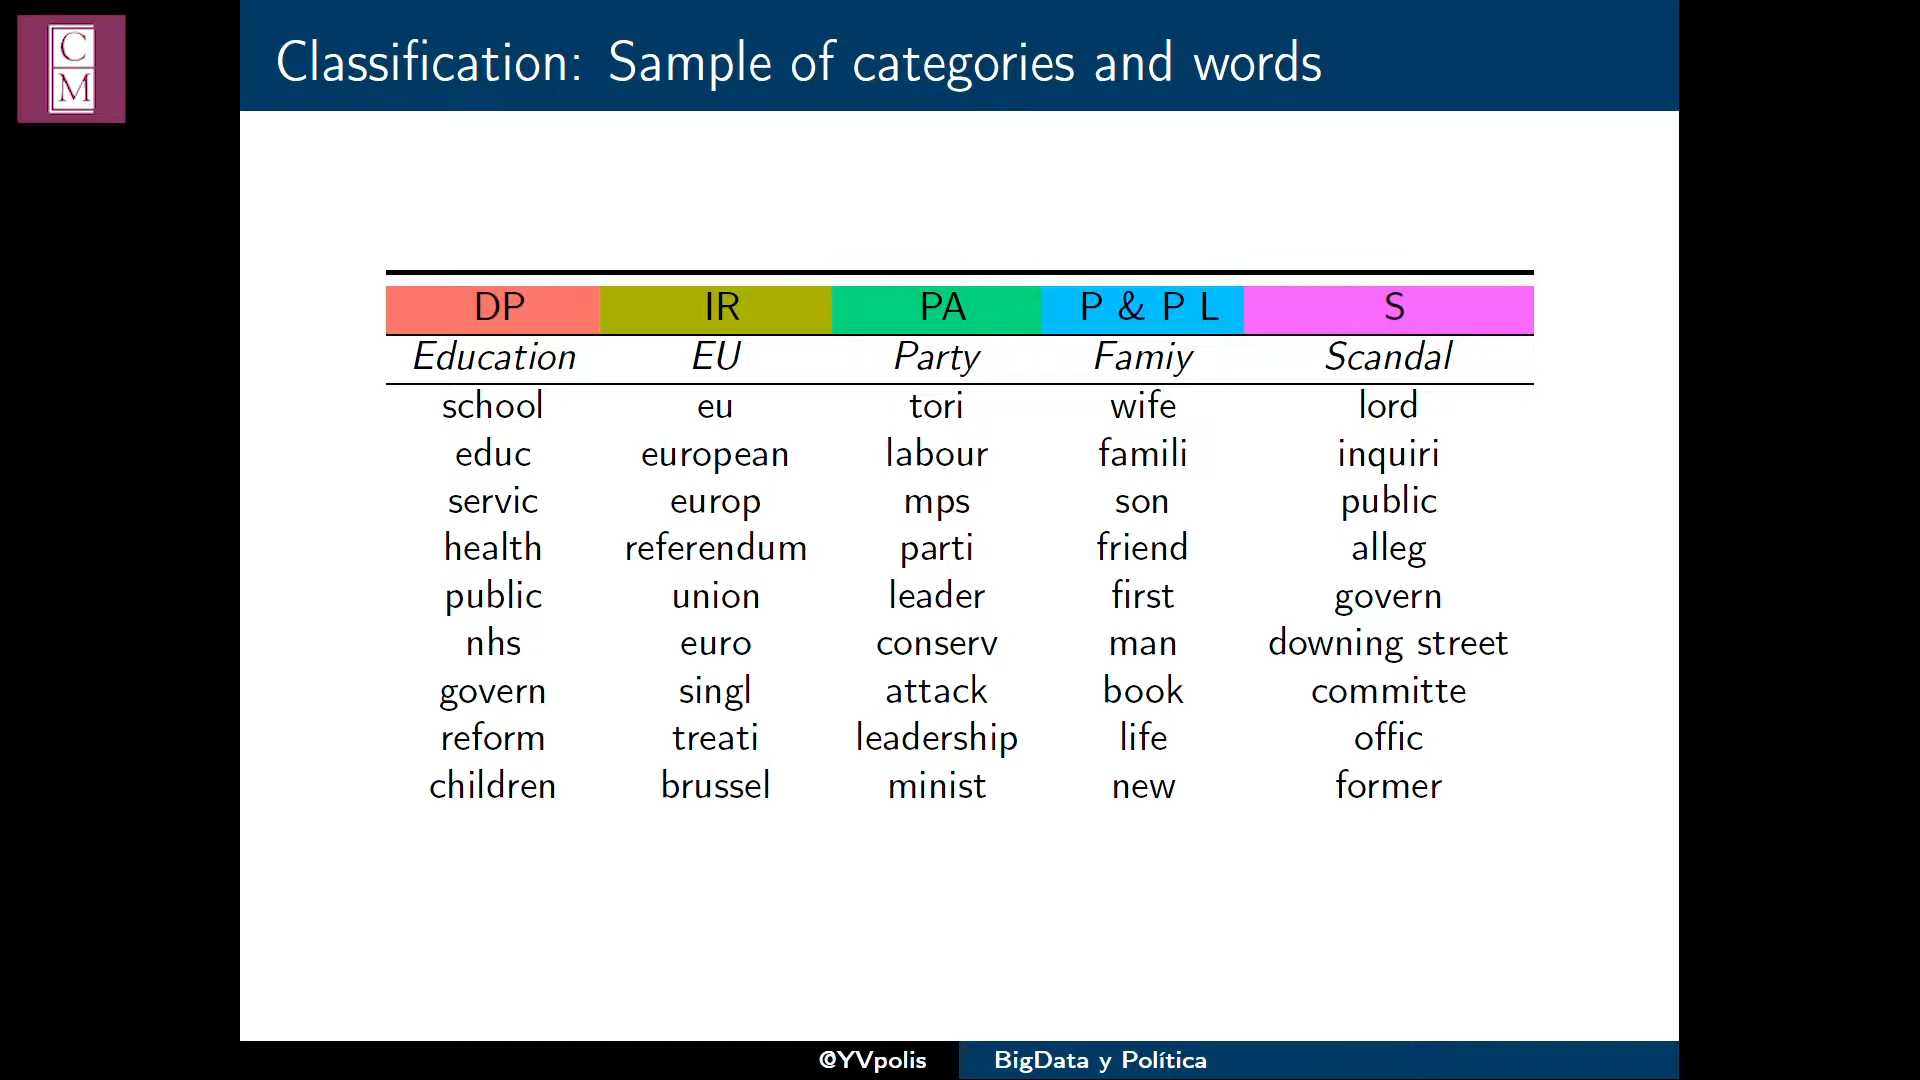 C
M
Classification: Sample of categories and words
DP IR PA P & P L S
Education EU Party Famiy Scandal
school eu tori wife lord
educ european labour famili inquiri
servic europ mps son public
health referendum parti friend alleg
public union leader first govern
nhs euro conserv man downing street
govern singl attack book committe
reform treati leadership life offic
children brussel minist new former
@YVpolis BigData y Política